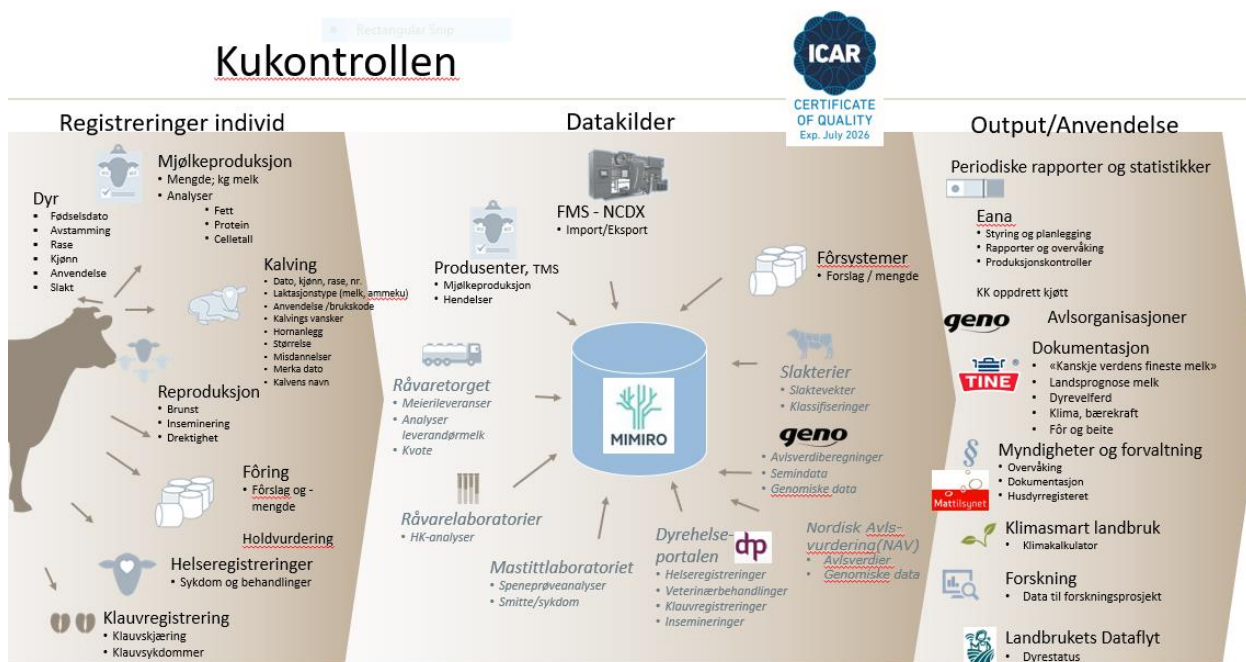 Rectangular Snip
Kukontrollen
ICAR
CERTIFICATE
OF QUALITY
Exp. July 2026
Registreringer individ
Mjølkeproduksjon
• Mengde; kg melk
• Analyser
• Fett
• Protein
• Celletall
Dyr
▪ Fødselsdato
▪ Avstamming
▪ Rase
▪ Kjønn
▪ Anvendelse
▪ Slakt
Kalving
• Dato, kjønn, rase, nr.
• Laktasjonstype (melk, ammeku)
• Anvendelse /brukskode
• Kalvings vansker
• Hornanlegg
• Størrelse
• Misdannelser
• Merka dato
• Kalvens navn
Reproduksjon
• Brunst
• Inseminering
• Drektighet
Fôring
• Fôrslag og -
mengde
Holdvurdering
Helseregistreringer
• Sykdom og behandlinger
Klauvregistrering
• Klauvskjæring
• Klauvsykdommer
Datakilder
FMS - NCDX
• Import/Eksport
Produsenter, TMS
• Mjølkeproduksjon
• Hendelser
Fôrsystemer
• Forslag / mengde
Råvaretorget
• Meierileveranser
• Analyser
leverandørmelk
• Kvote
MIMIRO
Slakterier
• Slaktevekter
• Klassifiseringer
geno
• Avlsverdiberegninger
• Semindata
• Genomiske data
Råvarelaboratorier
• HK-analyser
Mastittlaboratoriet
• Speneprøveanalyser
• Smitte/sykdom
Dyrehelse-
portalen
dhp
• Helseregistreringer
• Veterinærbehandlinger
• Klauvregistreringer
• Insemineringer
Nordisk Avls-
vurdering(NAV)
• Avlsverdier
• Genomiske data
Output/Anvendelse
Periodiske rapporter og statistikker
Eana
• Styring og planlegging
• Rapporter og overvåking
• Produksjonskontroller
KK oppdrett kjøtt
geno
Avlsorganisasjoner
Dokumentasjon
TINE®
• «Kanskje verdens fineste melk»
• Landsprognose melk
• Dyrevelferd
• Klima, bærekraft
• Fôr og beite
§
Myndigheter og forvaltning
Mattilsynet
• Overvåking
• Dokumentasjon
• Husdyrregisteret
Klimasmart landbruk
• Klimakalkulator
Forskning
• Data til forskningsprosjekt
Landbrukets Dataflyt
• Dyrestatus